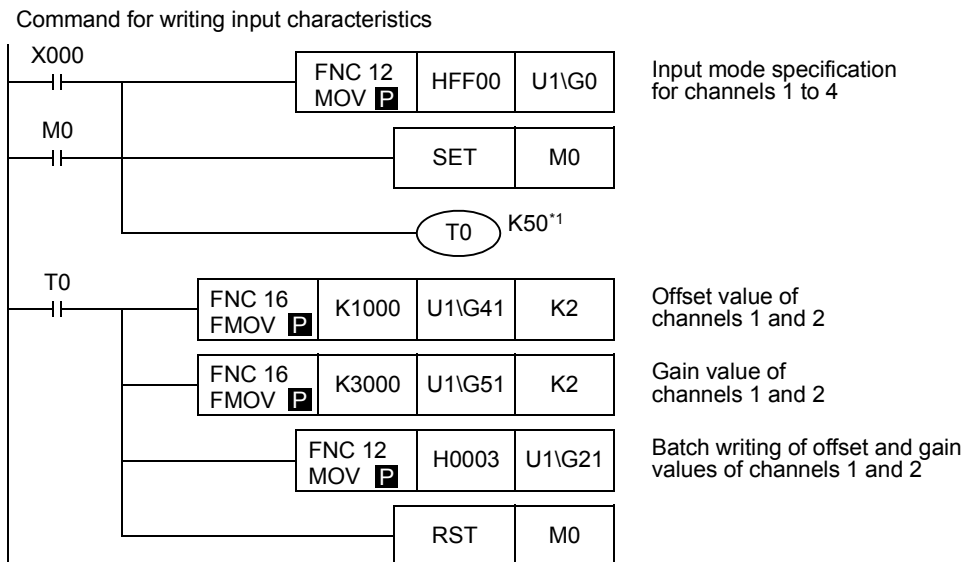 Command for writing input characteristics
X000
FNC 12
MOV P
HFF00
U1\G0
Input mode specification
for channels 1 to 4
M0
SET
M0
T0
K50*1
T0
FNC 16
FMOV P
K1000
U1\G41
K2
Offset value of
channels 1 and 2
FNC 16
FMOV P
K3000
U1\G51
K2
Gain value of
channels 1 and 2
FNC 12
MOV P
H0003
U1\G21
Batch writing of offset and gain
values of channels 1 and 2
RST
M0